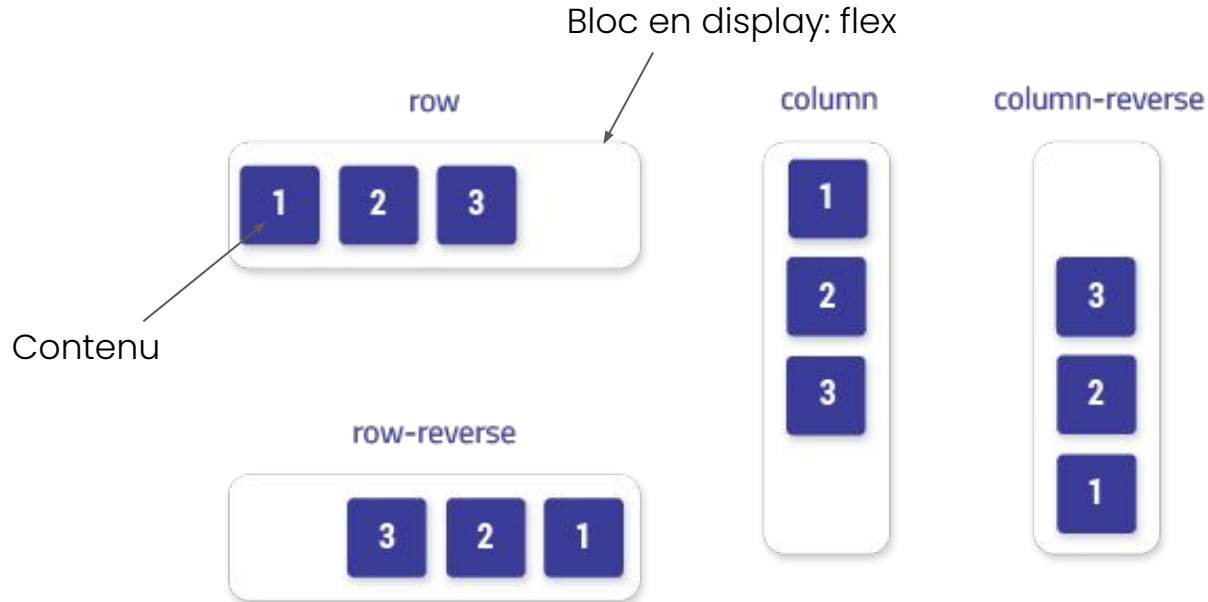 Bloc en display: flex
row
1 2 3
Contenu
row-reverse
3 2 1
column
1
2
3
column-reverse
3
2
1